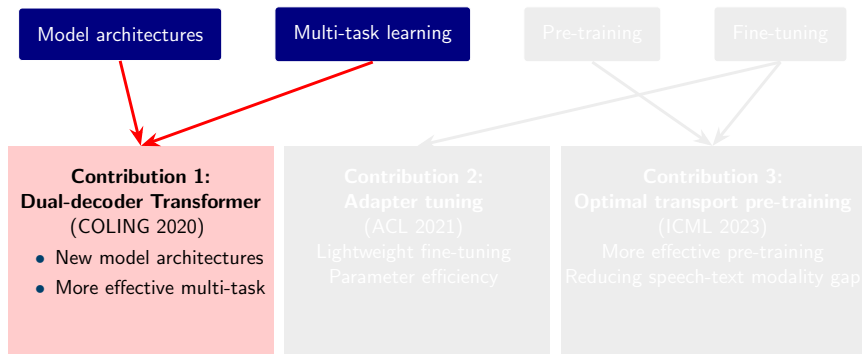 Model architectures
Multi-task learning
Pre-training
Fine-tuning
Contribution 1:
Dual-decoder Transformer
(COLING 2020)
• New model architectures
• More effective multi-task
Contribution 2:
Adapter tuning
(ACL 2021)
Lightweight fine-tuning
Parameter efficiency
Contribution 3:
Optimal transport pre-training
(ICML 2023)
More effective pre-training
Reducing speech-text modality gap